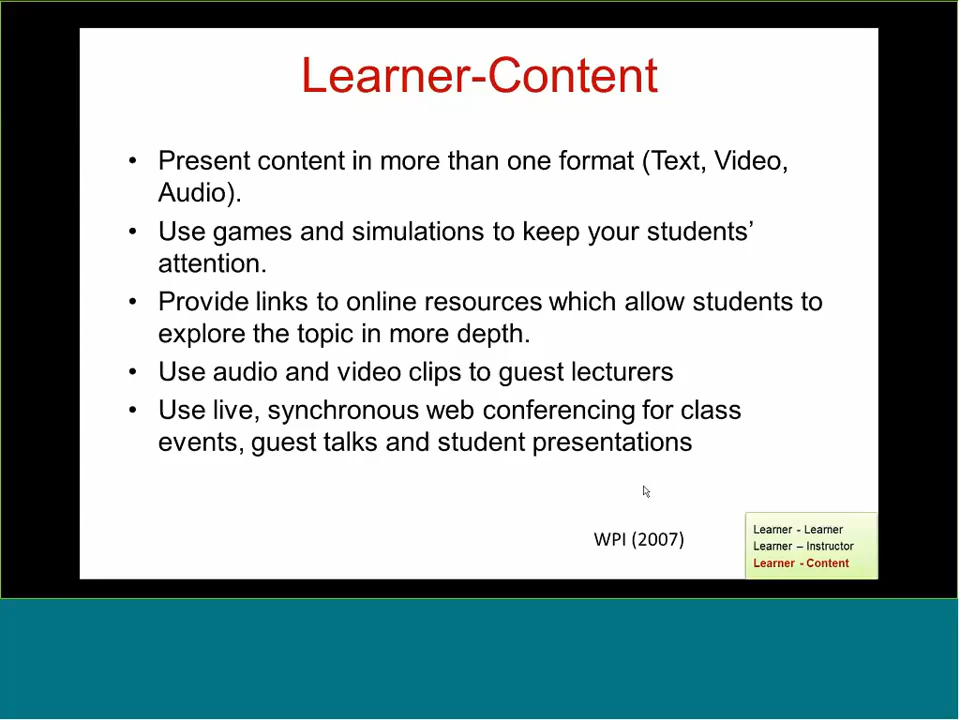 Learner-Content
• Present content in more than one format (Text, Video,
Audio).
• Use games and simulations to keep your students’
attention.
• Provide links to online resources which allow students to
explore the topic in more depth.
• Use audio and video clips to guest lecturers
• Use live, synchronous web conferencing for class
events, guest talks and student presentations
WPI (2007)
Learner - Learner
Learner – Instructor
Learner - Content